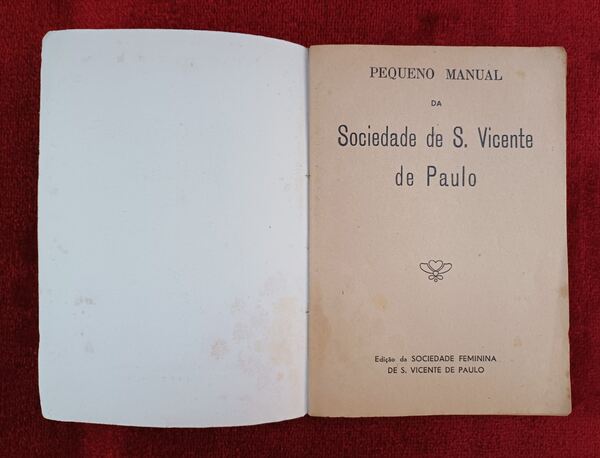 PEQUENO MANUAL
DA
Sociedade de S. Vicente
de Paulo
Edição da SOCIEDADE FEMININA
DE S. VICENTE DE PAULO